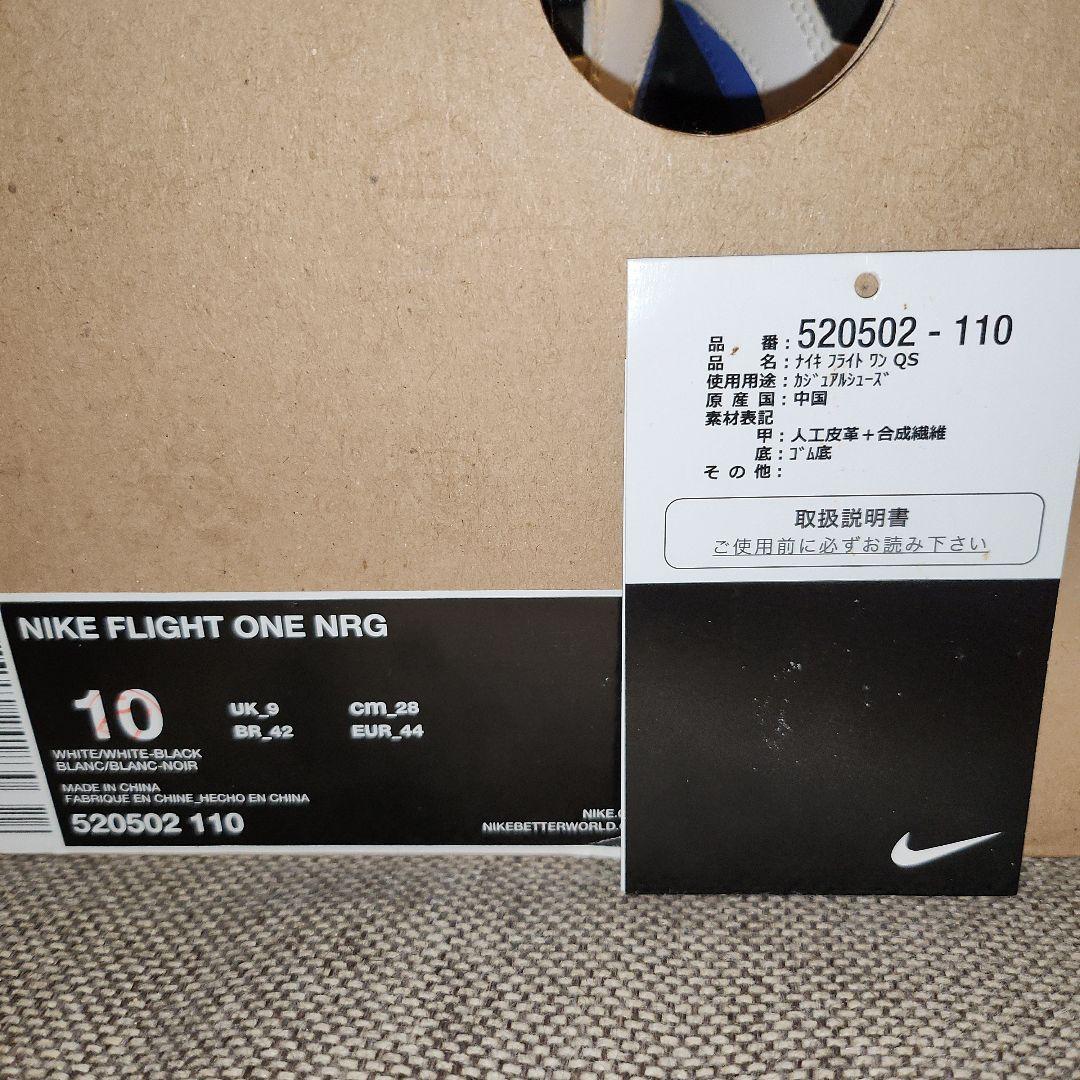 品 番 : 520502 - 110
品 名 : ﾅｲｷ ﾌﾗｲﾄ ﾜﾝ QS
使用用途 : ｶｼﾞｭｱﾙｼｭｰｽﾞ
原 産 国 : 中国
素材表記
甲 : 人工皮革＋合成繊維
底 : ｺﾞﾑ底
そ の 他 :
取扱説明書
ご使用前に必ずお読み下さい
NIKE FLIGHT ONE NRG
10
UK_9 cm_28
BR_42 EUR_44
WHITE/WHITE-BLACK
BLANC/BLANC-NOIR
MADE IN CHINA
FABRIQUE EN CHINE_HECHO EN CHINA
520502 110
NIKE.
NIKEBETTERWORLD.